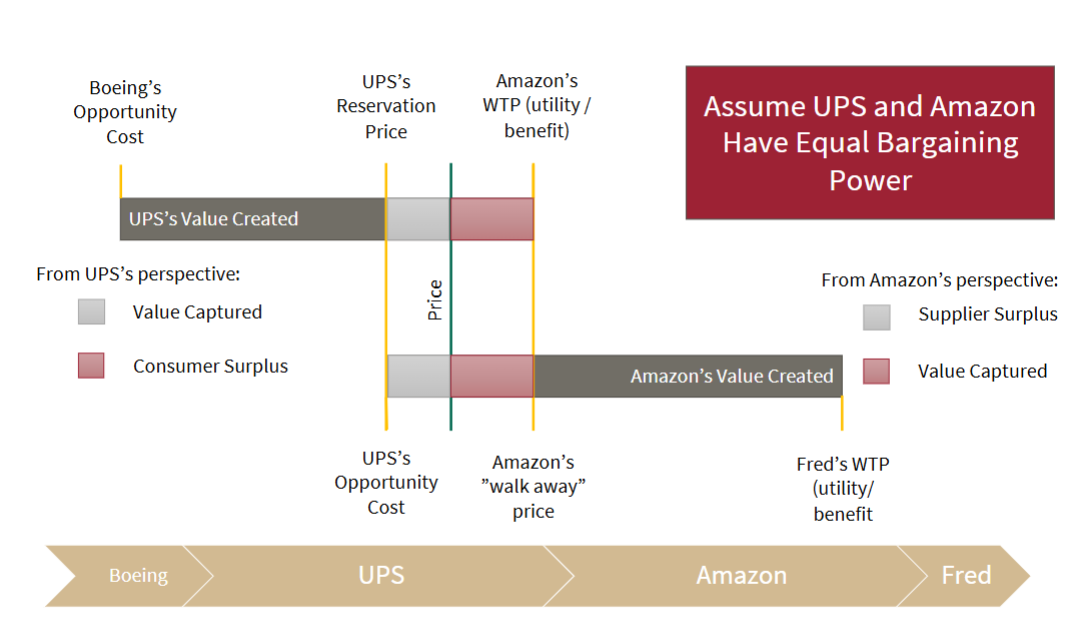 Boeing's
Opportunity
Cost
UPS's
Reservation
Price
Amazon's
WTP (utility /
benefit)
Assume UPS and Amazon
Have Equal Bargaining
Power
UPS's Value Created
From UPS's perspective:
Value Captured
Consumer Surplus
Price
From Amazon's perspective:
Supplier Surplus
Value Captured
Amazon's Value Created
UPS's
Opportunity
Cost
Amazon's
”walk away”
price
Fred's WTP
(utility/
benefit
Boeing
UPS
Amazon
Fred